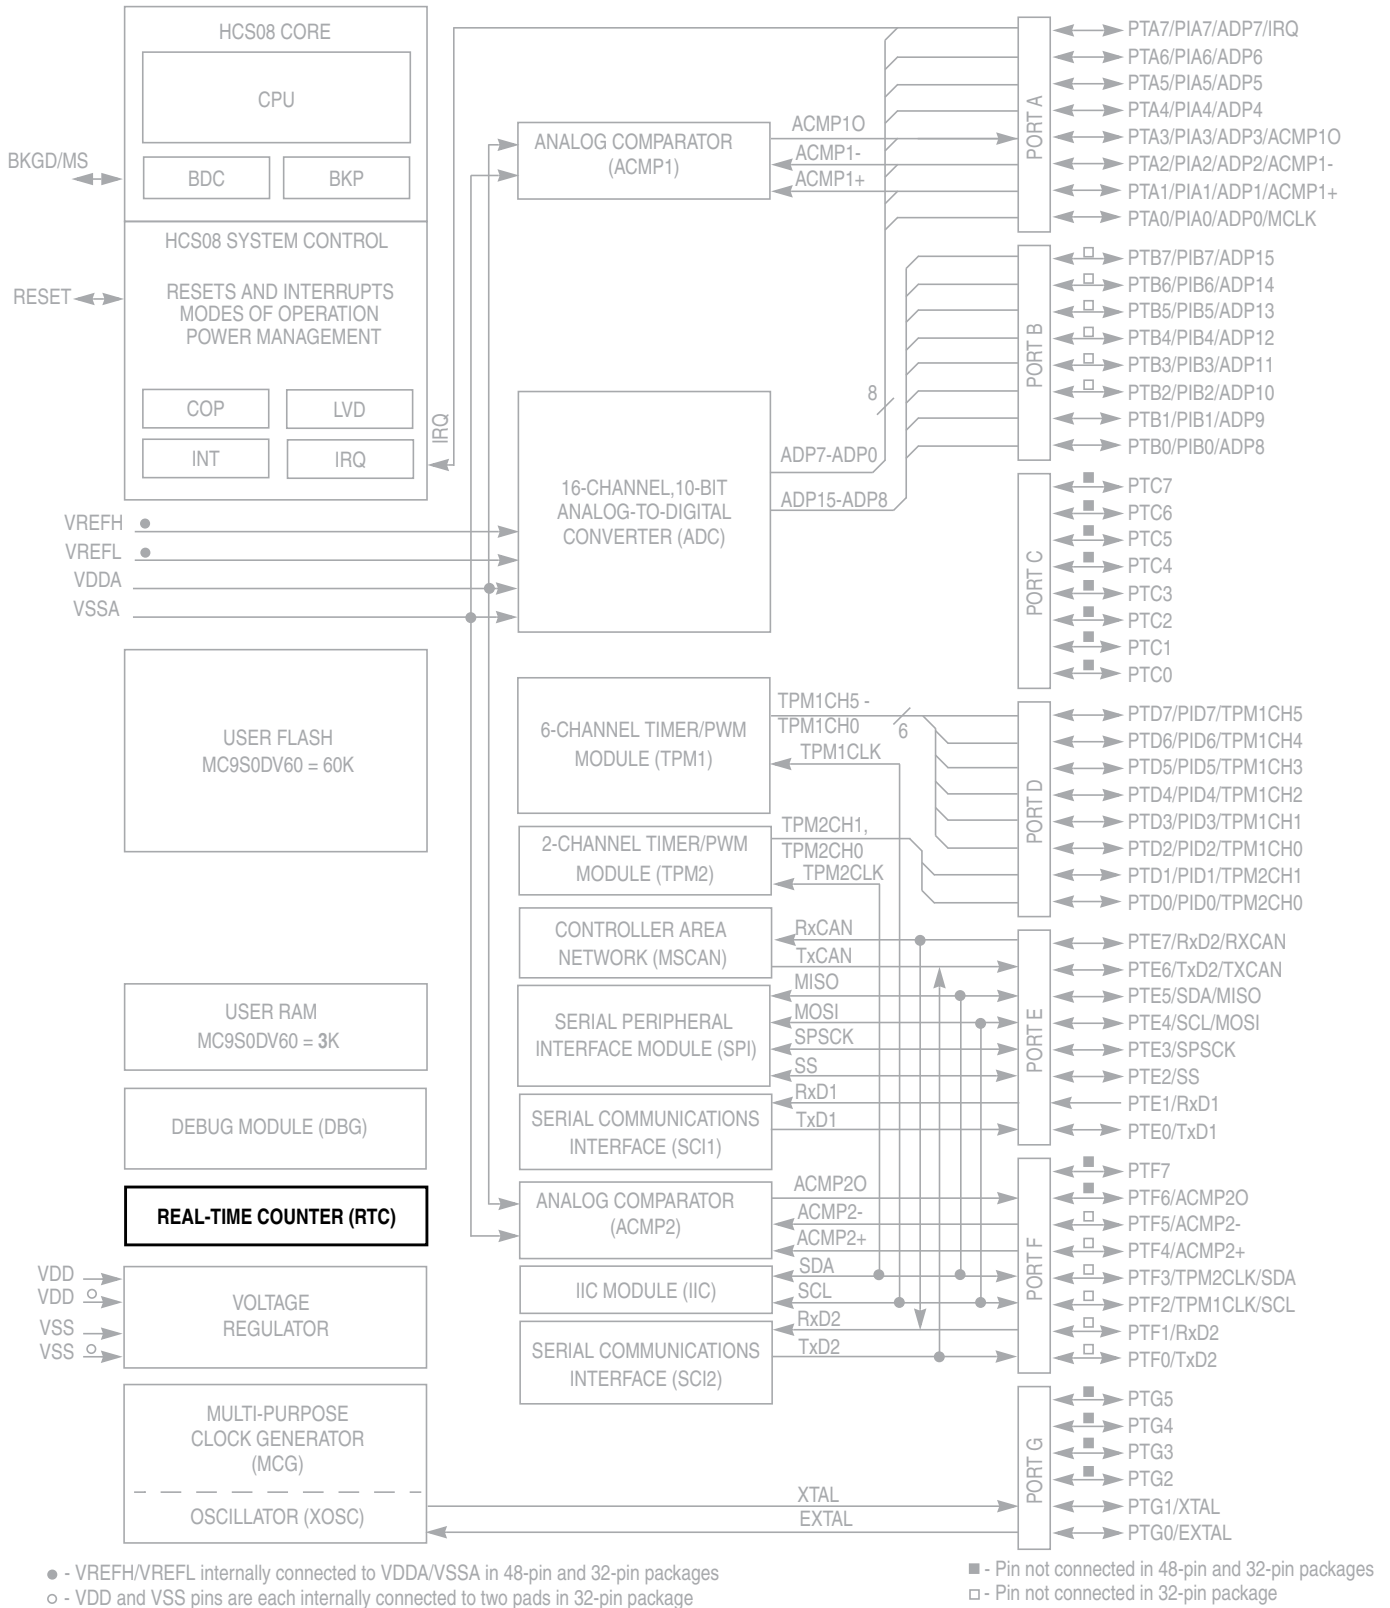 HCS08 CORE
CPU
BDC
BKP
BKGD/MS
HCS08 SYSTEM CONTROL
RESETS AND INTERRUPTS
MODES OF OPERATION
POWER MANAGEMENT
COP
LVD
INT
IRQ
RESET
IRQ
VREFH
VREFL
VDDA
VSSA
USER FLASH
MC9S0DV60 = 60K
USER RAM
MC9S0DV60 = 3K
DEBUG MODULE (DBG)
REAL-TIME COUNTER (RTC)
VDD
VDD
VSS
VSS
VOLTAGE
REGULATOR
MULTI-PURPOSE
CLOCK GENERATOR
(MCG)
OSCILLATOR (XOSC)
ANALOG COMPARATOR
(ACMP1)
ACMP1O
ACMP1-
ACMP1+
16-CHANNEL,10-BIT
ANALOG-TO-DIGITAL
CONVERTER (ADC)
8
ADP7-ADP0
ADP15-ADP8
6-CHANNEL TIMER/PWM
MODULE (TPM1)
TPM1CH5 -
TPM1CH0
6
TPM1CLK
2-CHANNEL TIMER/PWM
MODULE (TPM2)
TPM2CH1,
TPM2CH0
TPM2CLK
CONTROLLER AREA
NETWORK (MSCAN)
RxCAN
TxCAN
SERIAL PERIPHERAL
INTERFACE MODULE (SPI)
MISO
MOSI
SPSCK
SS
SERIAL COMMUNICATIONS
INTERFACE (SCI1)
RxD1
TxD1
ANALOG COMPARATOR
(ACMP2)
ACMP2O
ACMP2-
ACMP2+
IIC MODULE (IIC)
SDA
SCL
SERIAL COMMUNICATIONS
INTERFACE (SCI2)
RxD2
TxD2
XTAL
EXTAL
PORT A
PTA7/PIA7/ADP7/IRQ
PTA6/PIA6/ADP6
PTA5/PIA5/ADP5
PTA4/PIA4/ADP4
PTA3/PIA3/ADP3/ACMP1O
PTA2/PIA2/ADP2/ACMP1-
PTA1/PIA1/ADP1/ACMP1+
PTA0/PIA0/ADP0/MCLK
PORT B
PTB7/PIB7/ADP15
PTB6/PIB6/ADP14
PTB5/PIB5/ADP13
PTB4/PIB4/ADP12
PTB3/PIB3/ADP11
PTB2/PIB2/ADP10
PTB1/PIB1/ADP9
PTB0/PIB0/ADP8
PORT C
PTC7
PTC6
PTC5
PTC4
PTC3
PTC2
PTC1
PTC0
PORT D
PTD7/PID7/TPM1CH5
PTD6/PID6/TPM1CH4
PTD5/PID5/TPM1CH3
PTD4/PID4/TPM1CH2
PTD3/PID3/TPM1CH1
PTD2/PID2/TPM1CH0
PTD1/PID1/TPM2CH1
PTD0/PID0/TPM2CH0
PORT E
PTE7/RxD2/RXCAN
PTE6/TxD2/TXCAN
PTE5/SDA/MISO
PTE4/SCL/MOSI
PTE3/SPSCK
PTE2/SS
PTE1/RxD1
PTE0/TxD1
PORT F
PTF7
PTF6/ACMP2O
PTF5/ACMP2-
PTF4/ACMP2+
PTF3/TPM2CLK/SDA
PTF2/TPM1CLK/SCL
PTF1/RxD2
PTF0/TxD2
PORT G
PTG5
PTG4
PTG3
PTG2
PTG1/XTAL
PTG0/EXTAL
● - VREFH/VREFL internally connected to VDDA/VSSA in 48-pin and 32-pin packages
○ - VDD and VSS pins are each internally connected to two pads in 32-pin package
■ - Pin not connected in 48-pin and 32-pin packages
□ - Pin not connected in 32-pin package